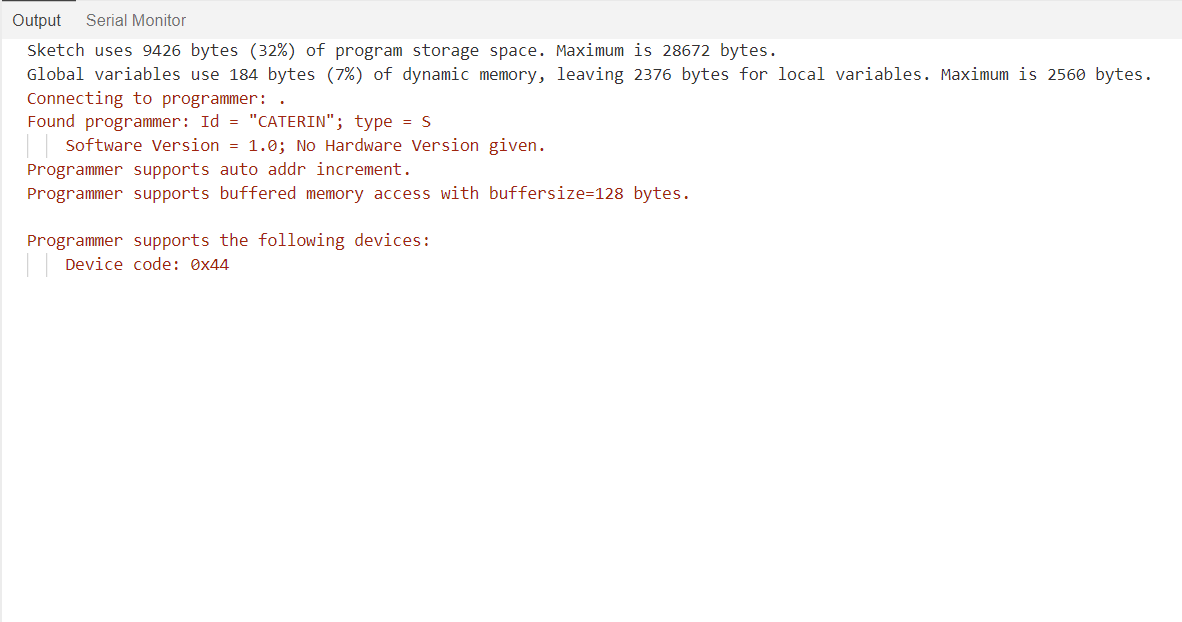 Output Serial Monitor
Sketch uses 9426 bytes (32%) of program storage space. Maximum is 28672 bytes.
Global variables use 184 bytes (7%) of dynamic memory, leaving 2376 bytes for local variables. Maximum is 2560 bytes.
Connecting to programmer: .
Found programmer: Id = "CATERIN"; type = S
Software Version = 1.0; No Hardware Version given.
Programmer supports auto addr increment.
Programmer supports buffered memory access with buffersize=128 bytes.
Programmer supports the following devices:
Device code: 0x44